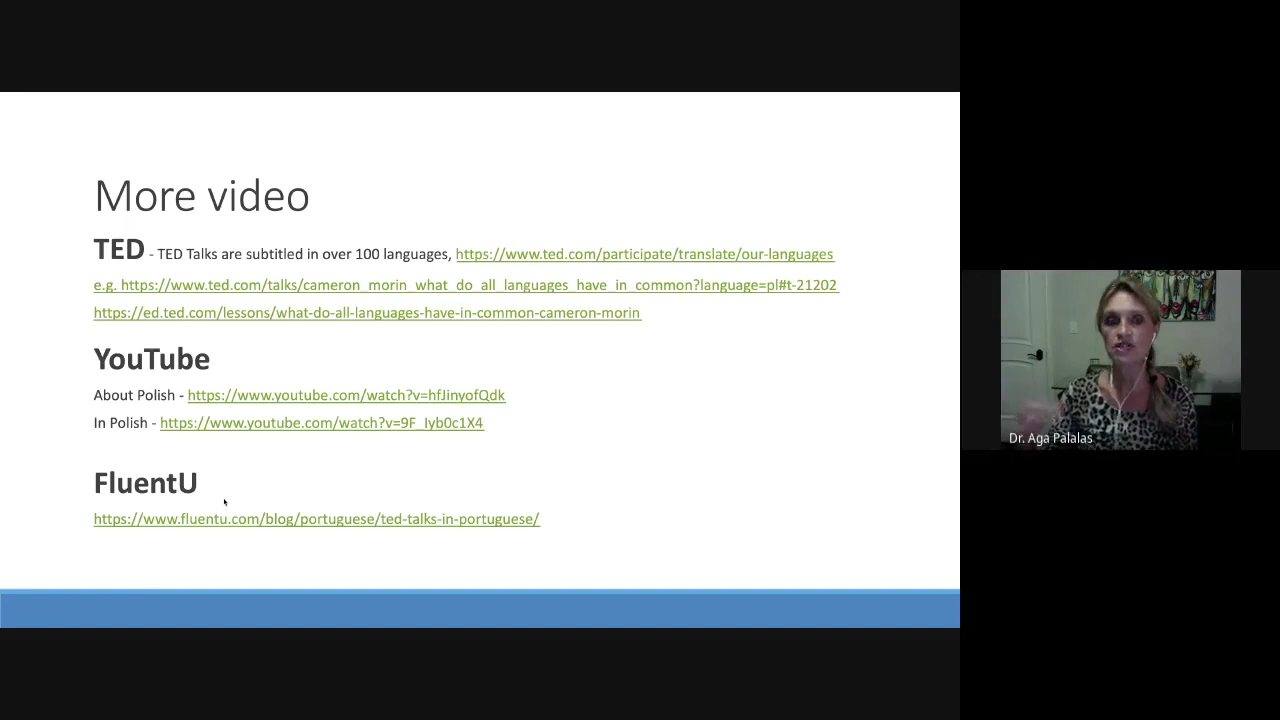 More video
TED - TED Talks are subtitled in over 100 languages, https://www.ted.com/participate/translate/our-languages
e.g. https://www.ted.com/talks/cameron_morin_what_do_all_languages_have_in_common?language=pl#t-21202
https://ed.ted.com/lessons/what-do-all-languages-have-in-common-cameron-morin
YouTube
About Polish - https://www.youtube.com/watch?v=hfJinyofQdk
In Polish - https://www.youtube.com/watch?v=9F_Iyb0c1X4
FluentU
https://www.fluentu.com/blog/portuguese/ted-talks-in-portuguese/
Dr. Aga Palalas